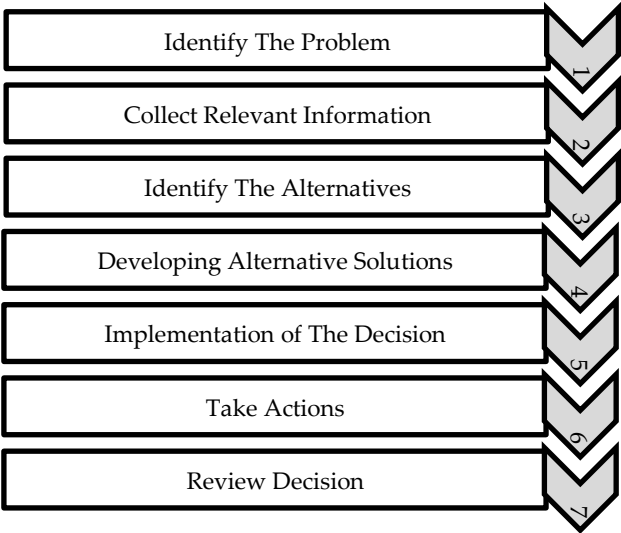 Identify The Problem
1
Collect Relevant Information
2
Identify The Alternatives
3
Developing Alternative Solutions
4
Implementation of The Decision
5
Take Actions
6
Review Decision
7